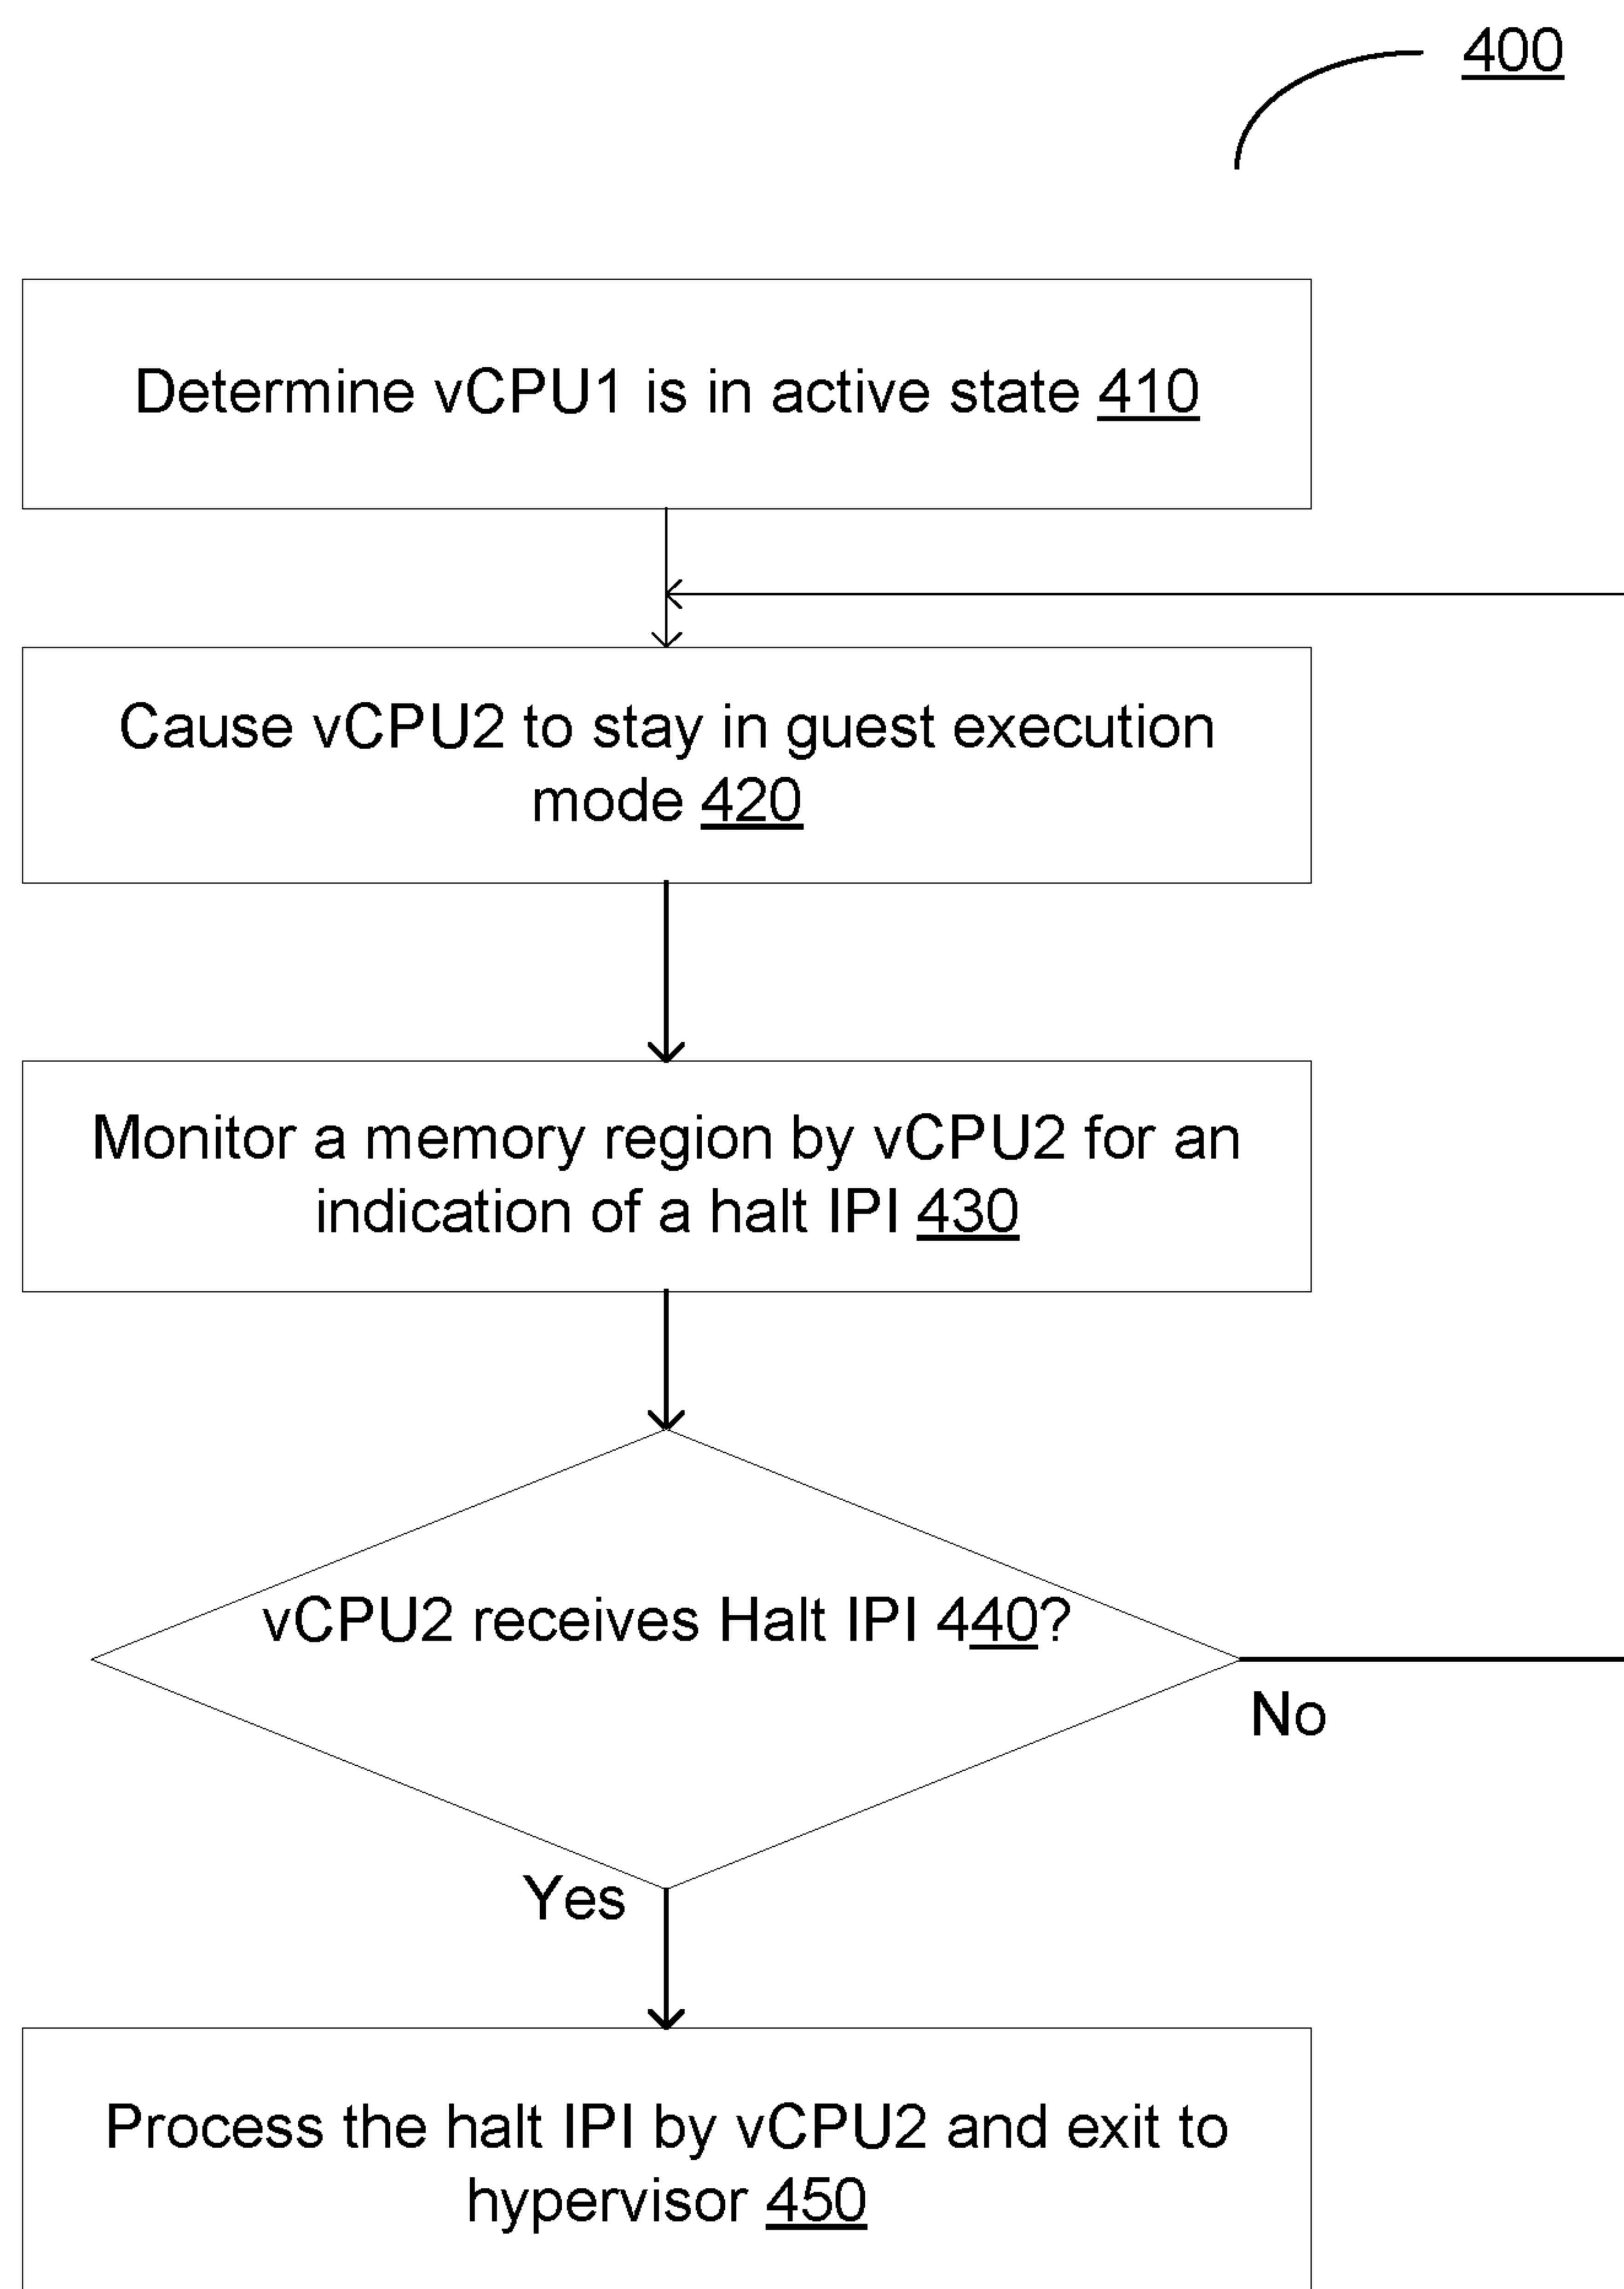 400
Determine vCPU1 is in active state 410
Cause vCPU2 to stay in guest execution
mode 420
Monitor a memory region by vCPU2 for an
indication of a halt IPI 430
vCPU2 receives Halt IPI 440?
No
Yes
Process the halt IPI by vCPU2 and exit to
hypervisor 450